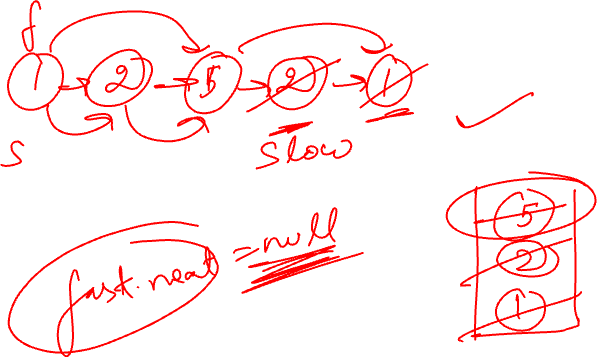 f
1 → 2 → 5 → 2 → 1
S
slow
fast.next = null
5
2
1